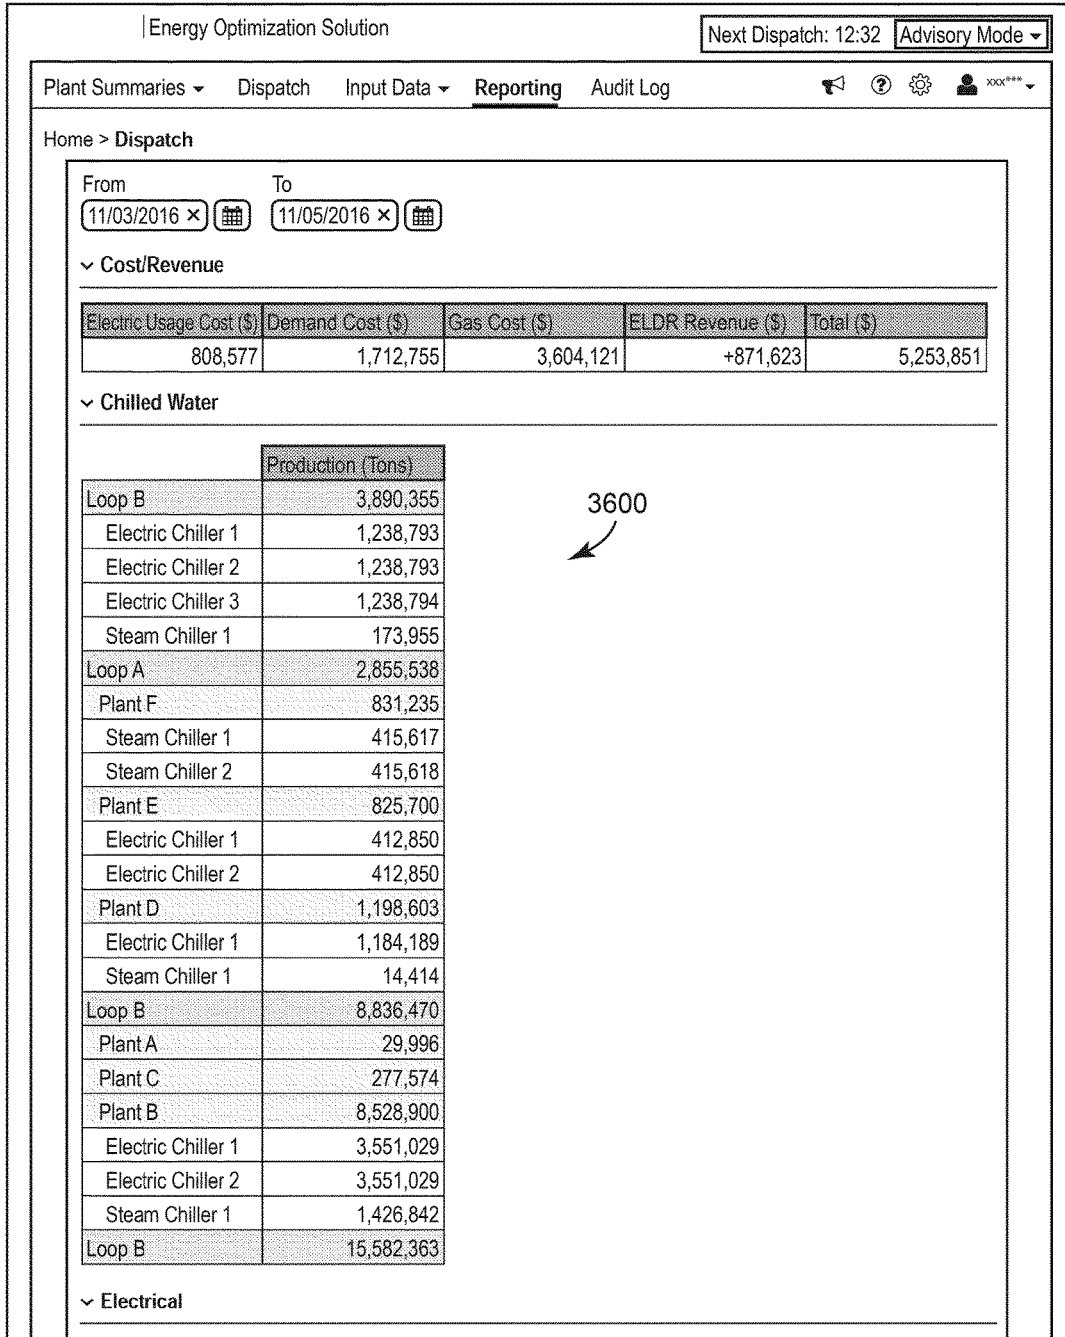 Energy Optimization Solution
Next Dispatch: 12:32 Advisory Mode
Plant Summaries Dispatch Input Data Reporting Audit Log xxx***
Home > Dispatch
From To
11/03/2016 × 11/05/2016 ×
Cost/Revenue
Electric Usage Cost ($) Demand Cost ($) Gas Cost ($) ELDR Revenue ($) Total ($)
808,577 1,712,755 3,604,121 +871,623 5,253,851
Chilled Water
Production (Tons)
Loop B 3,890,355
3600
Electric Chiller 1 1,238,793
Electric Chiller 2 1,238,793
Electric Chiller 3 1,238,794
Steam Chiller 1 173,955
Loop A 2,855,538
Plant F 831,235
Steam Chiller 1 415,617
Steam Chiller 2 415,618
Plant E 825,700
Electric Chiller 1 412,850
Electric Chiller 2 412,850
Plant D 1,198,603
Electric Chiller 1 1,184,189
Steam Chiller 1 14,414
Loop B 8,836,470
Plant A 29,996
Plant C 277,574
Plant B 8,528,900
Electric Chiller 1 3,551,029
Electric Chiller 2 3,551,029
Steam Chiller 1 1,426,842
Loop B 15,582,363
Electrical